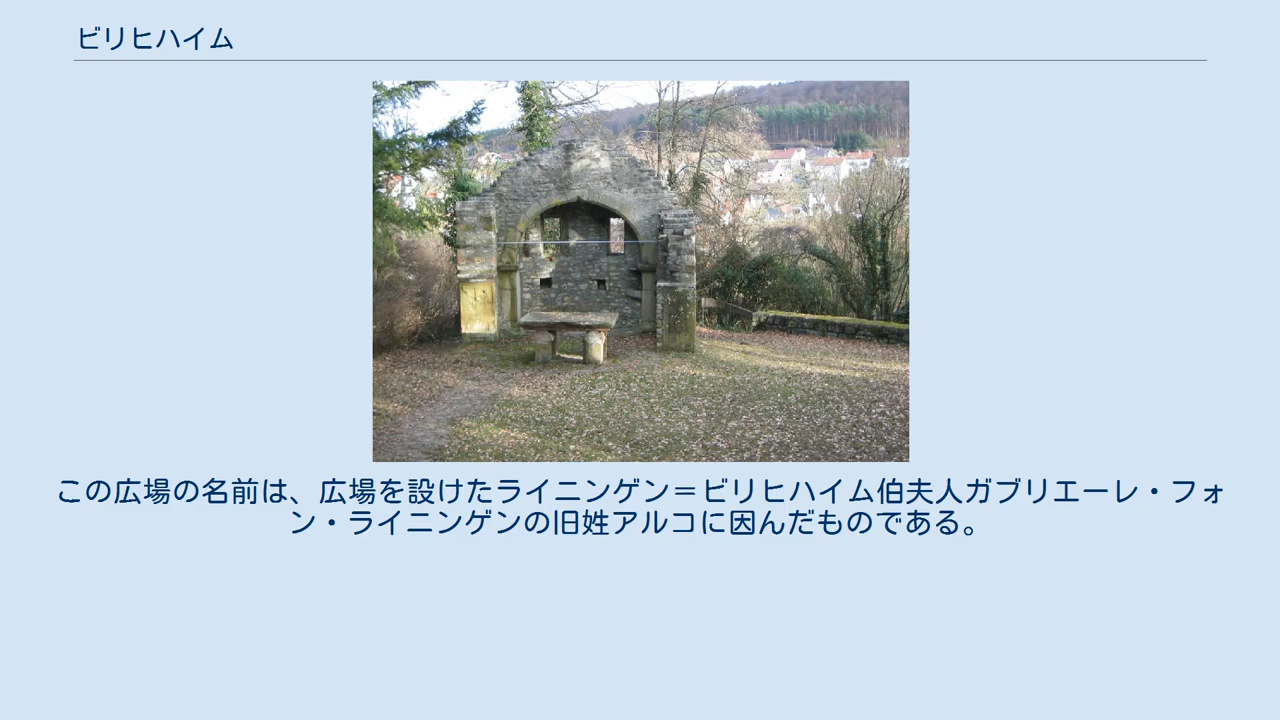 ビリヒハイム
この広場の名前は、広場を設けたライニンゲン＝ビリヒハイム伯夫人ガブリエーレ・フォ
ン・ライニンゲンの旧姓アルコに因んだものである。